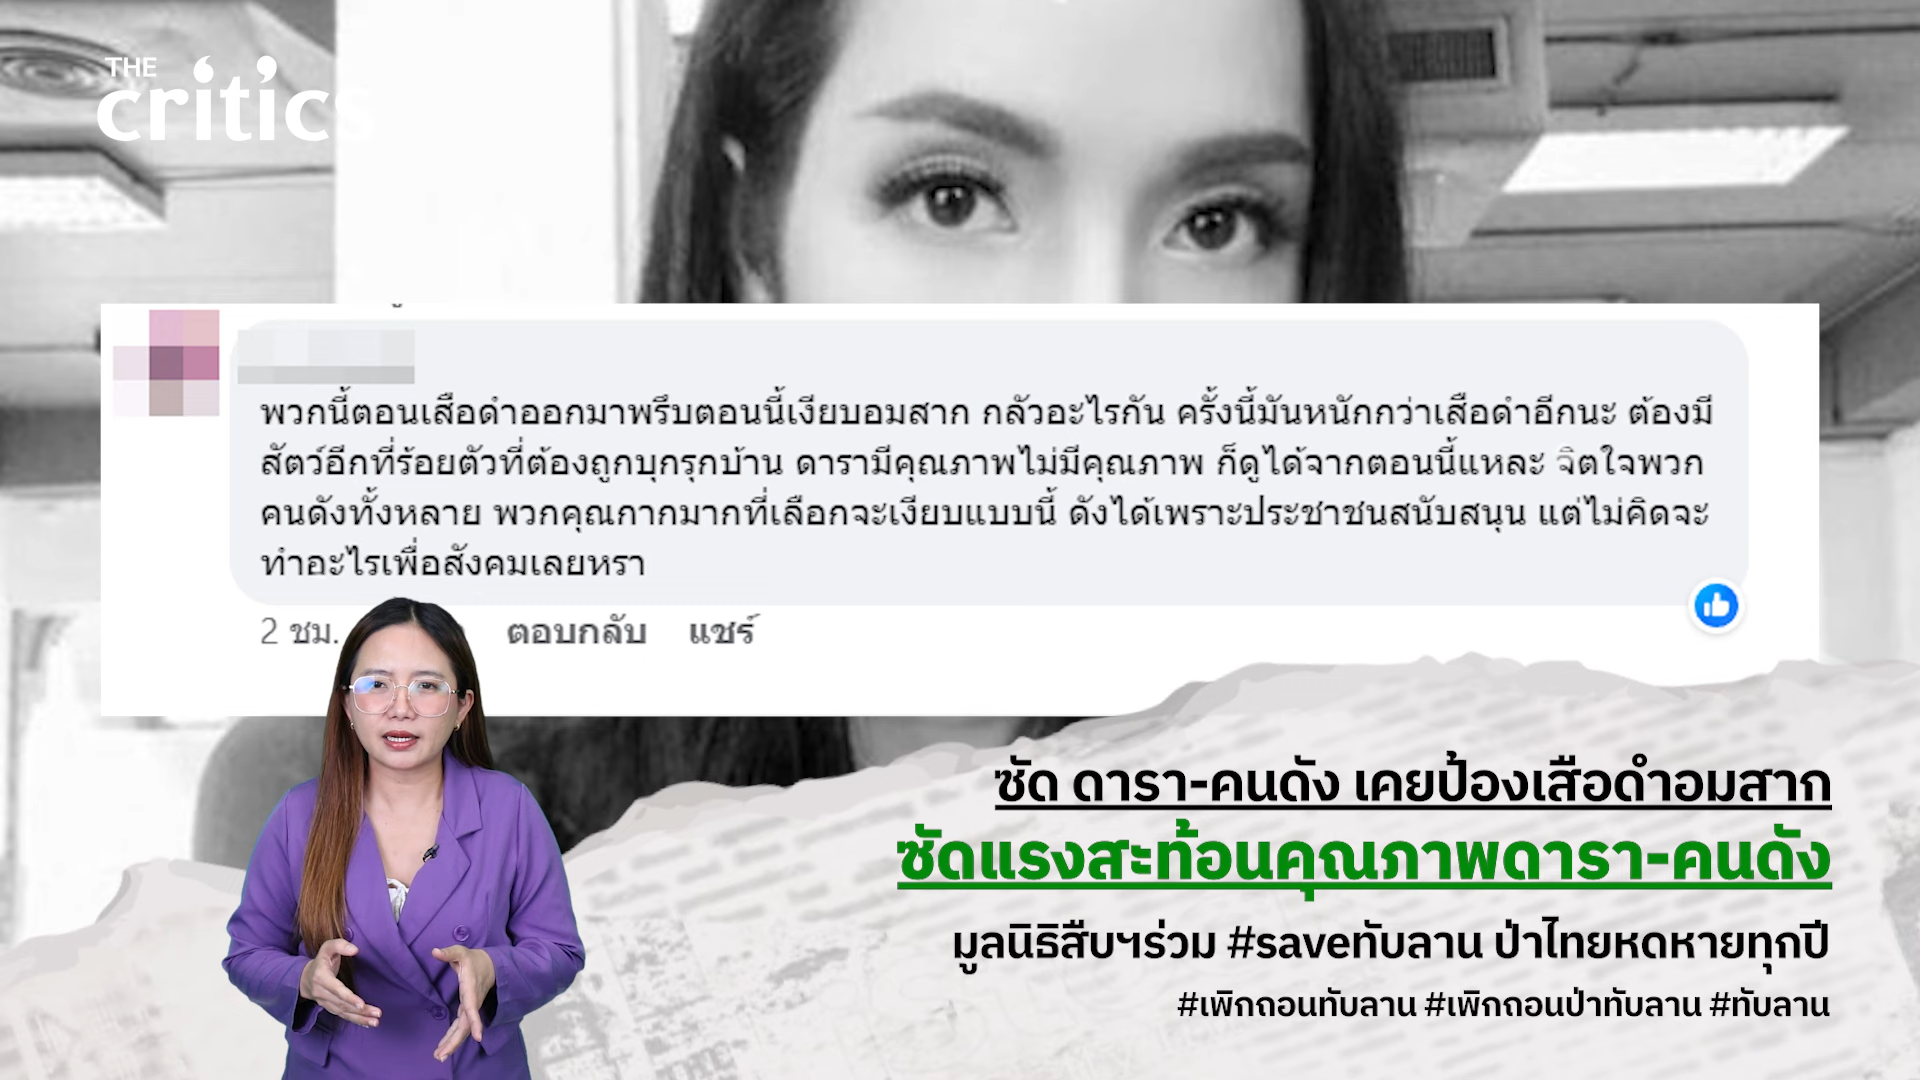 THE
critics
พวกนี้ตอนเสือดำออกมาพรึบตอนนี้เงียบอมสาก กลัวอะไรกัน ครั้งนี้มันหนักกว่าเสือดำอีกนะ ต้องมี
สัตว์อีกที่ร้อยตัวที่ต้องถูกบุกรุกบ้าน ดารามีคุณภาพไม่มีคุณภาพ ก็ดูได้จากตอนนี้แหละ จิตใจพวก
คนดังทั้งหลาย พวกคุณกากมากที่เลือกจะเงียบแบบนี้ ดังได้เพราะประชาชนสนับสนุน แต่ไม่คิดจะ
ทำอะไรเพื่อสังคมเลยหรา
2 ชม. ตอบกลับ แชร์
ซัด ดารา-คนดัง เคยป้องเสือดำอมสาก
ซัดแรงสะท้อนคุณภาพดารา-คนดัง
มูลนิธิสืบฯร่วม #saveทับลาน ป่าไทยหดหายทุกปี
#เพิกถอนทับลาน #เพิกถอนป่าทับลาน #ทับลาน